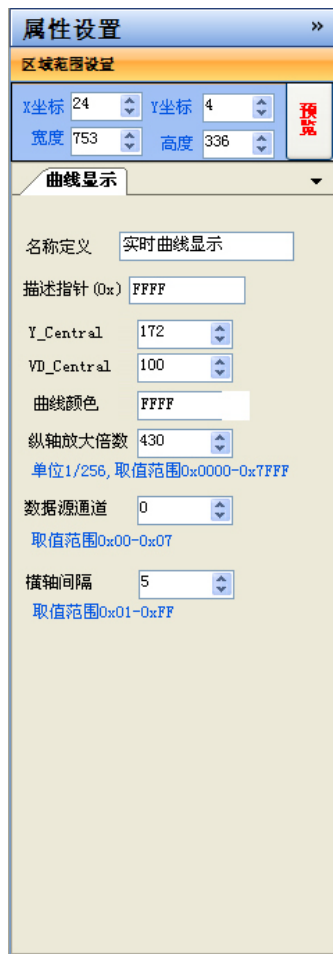 属性设置 »
区域范围设置
X坐标 24 Y坐标 4
宽度 753 高度 336
预览
曲线显示
名称定义 实时曲线显示
描述指针(0x) FFFF
Y_Central 172
VD_Central 100
曲线颜色 FFFF
纵轴放大倍数 430
单位1/256,取值范围0x0000-0x7FFF
数据源通道 0
取值范围0x00-0x07
横轴间隔 5
取值范围0x01-0xFF